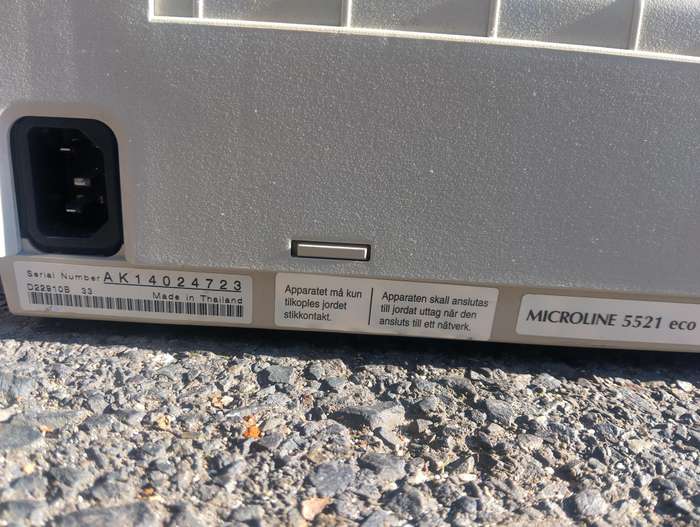 Serial Number AK14024723
D22910B 33
Made in Thailand
Apparatet må kun
tilkoples jordet
stikkontakt.
Apparaten skall anslutas
till jordat uttag när den
ansluts till ett nätverk.
MICROLINE 5521 eco